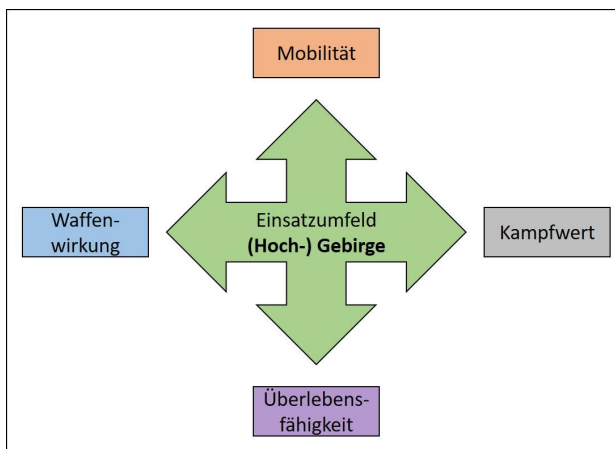 Mobilität
Waffen-
wirkung
Einsatzumfeld
(Hoch-) Gebirge
Kampfwert
Überlebens-
fähigkeit